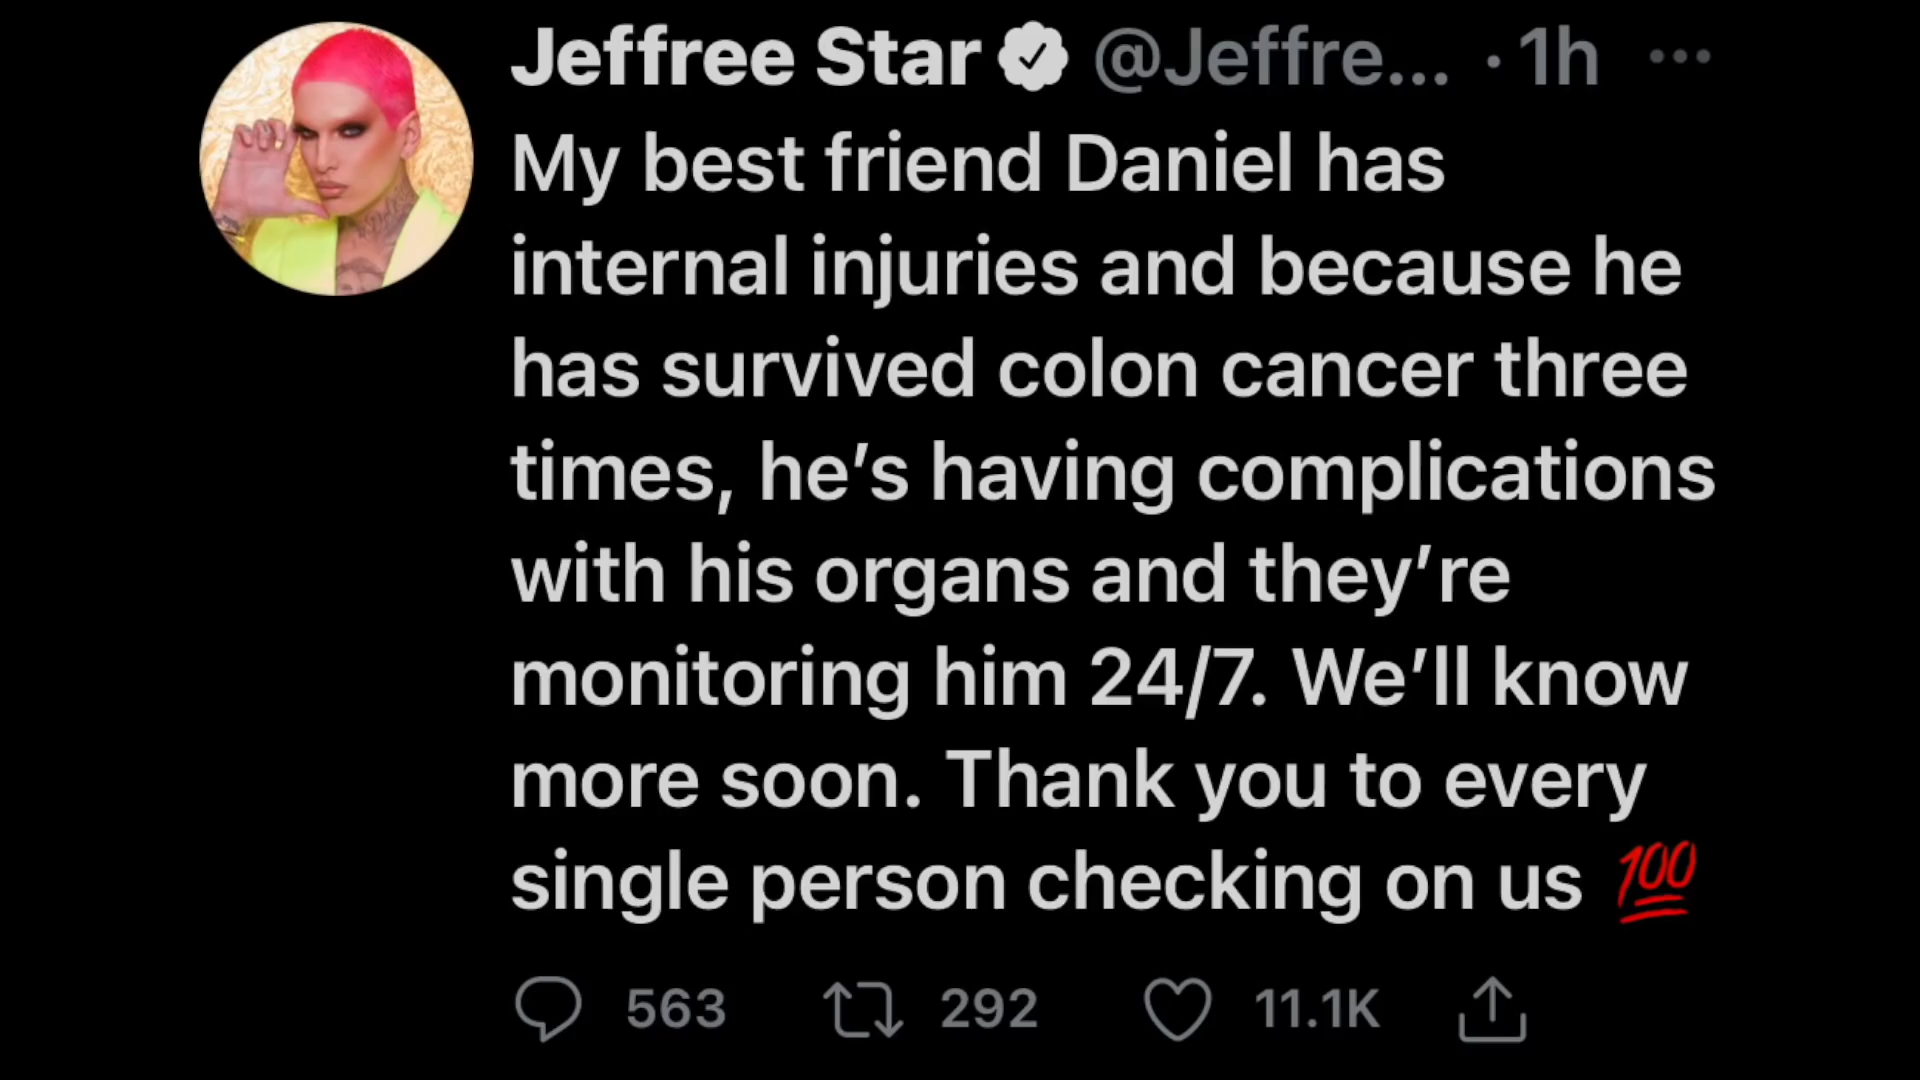 Jeffree Star @Jeffre... · 1h ...
My best friend Daniel has
internal injuries and because he
has survived colon cancer three
times, he’s having complications
with his organs and they’re
monitoring him 24/7. We’ll know
more soon. Thank you to every
single person checking on us 💯
563 292 11.1K